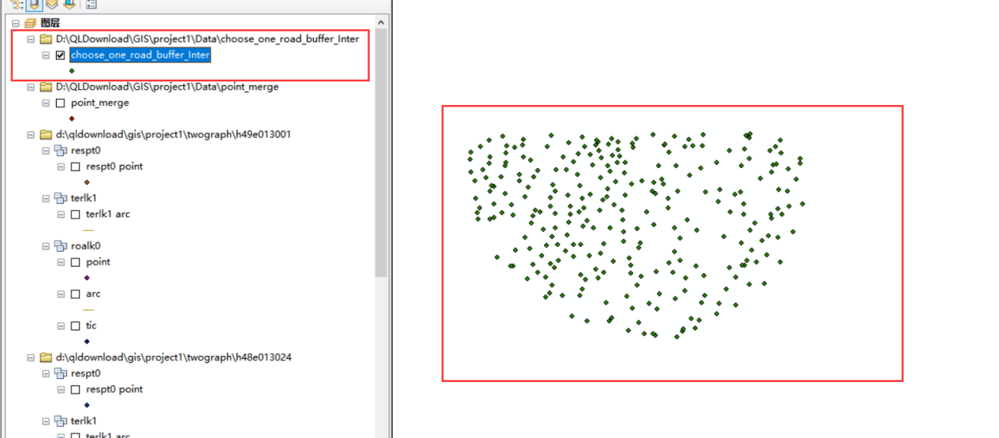 图层
D:\QLDownload\GIS\project1\Data\choose_one_road_buffer_Inter
choose_one_road_buffer_Inter
D:\QLDownload\GIS\project1\Data\point_merge
point_merge
d:\qldownload\gis\project1\twograph\h49e013001
respt0
respt0 point
terlk1
terlk1 arc
roalk0
point
arc
tic
d:\qldownload\gis\project1\twograph\h48e013024
respt0
respt0 point
terlk1
terlk1 arc